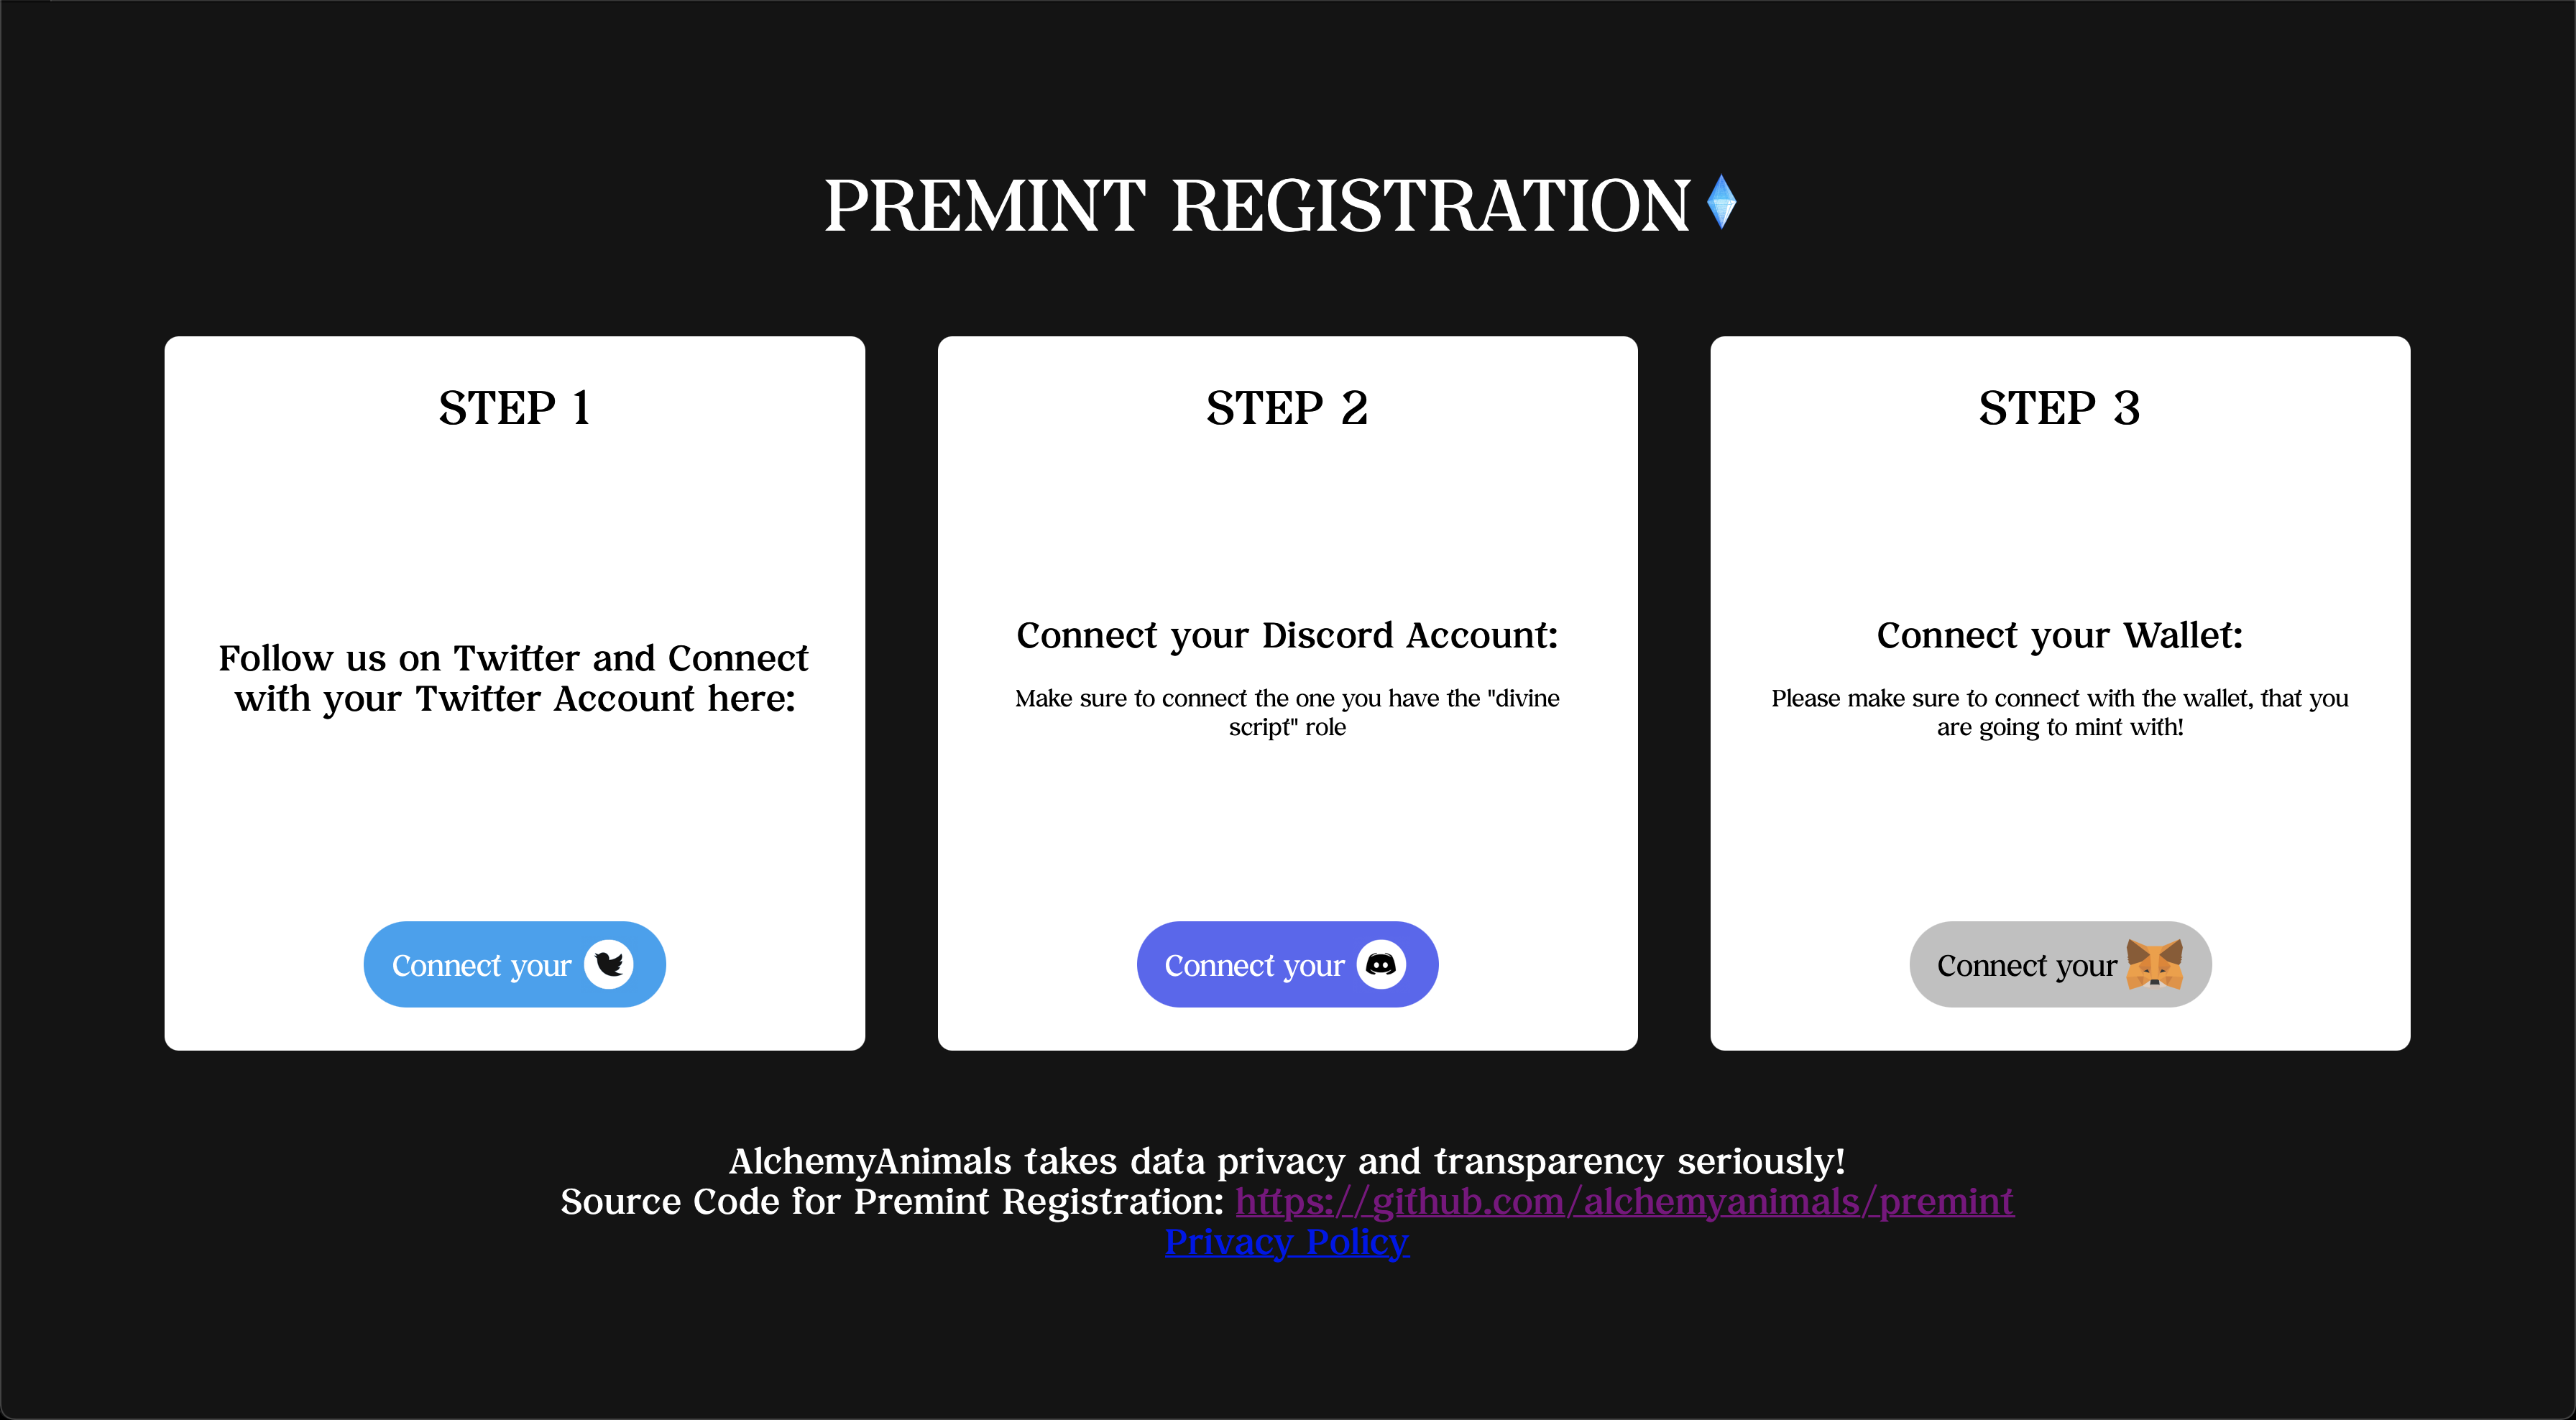 PREMINT REGISTRATION
STEP 1
Follow us on Twitter and Connect
with your Twitter Account here:
Connect your
STEP 2
Connect your Discord Account:
Make sure to connect the one you have the "divine
script" role
Connect your
STEP 3
Connect your Wallet:
Please make sure to connect with the wallet, that you
are going to mint with!
Connect your
AlchemyAnimals takes data privacy and transparency seriously!
Source Code for Premint Registration: https://github.com/alchemyanimals/premint
Privacy Policy